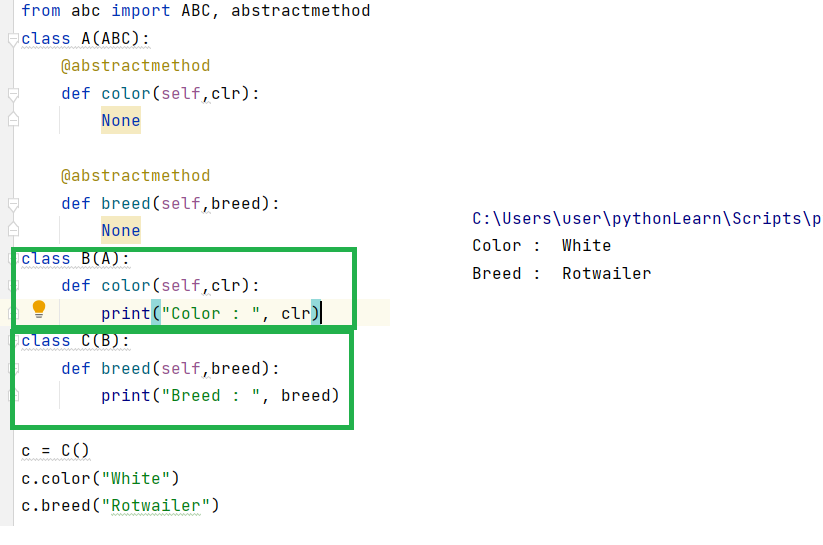 from abc import ABC, abstractmethod
class A(ABC):
    @abstractmethod
    def color(self,clr):
        None
    @abstractmethod
    def breed(self,breed):
        None
class B(A):
    def color(self,clr):
        print("Color : ", clr)
class C(B):
    def breed(self,breed):
        print("Breed : ", breed)
c = C()
c.color("White")
c.breed("Rotwailer")
C:\Users\user\pythonLearn\Scripts\p
Color :  White
Breed :  Rotwailer